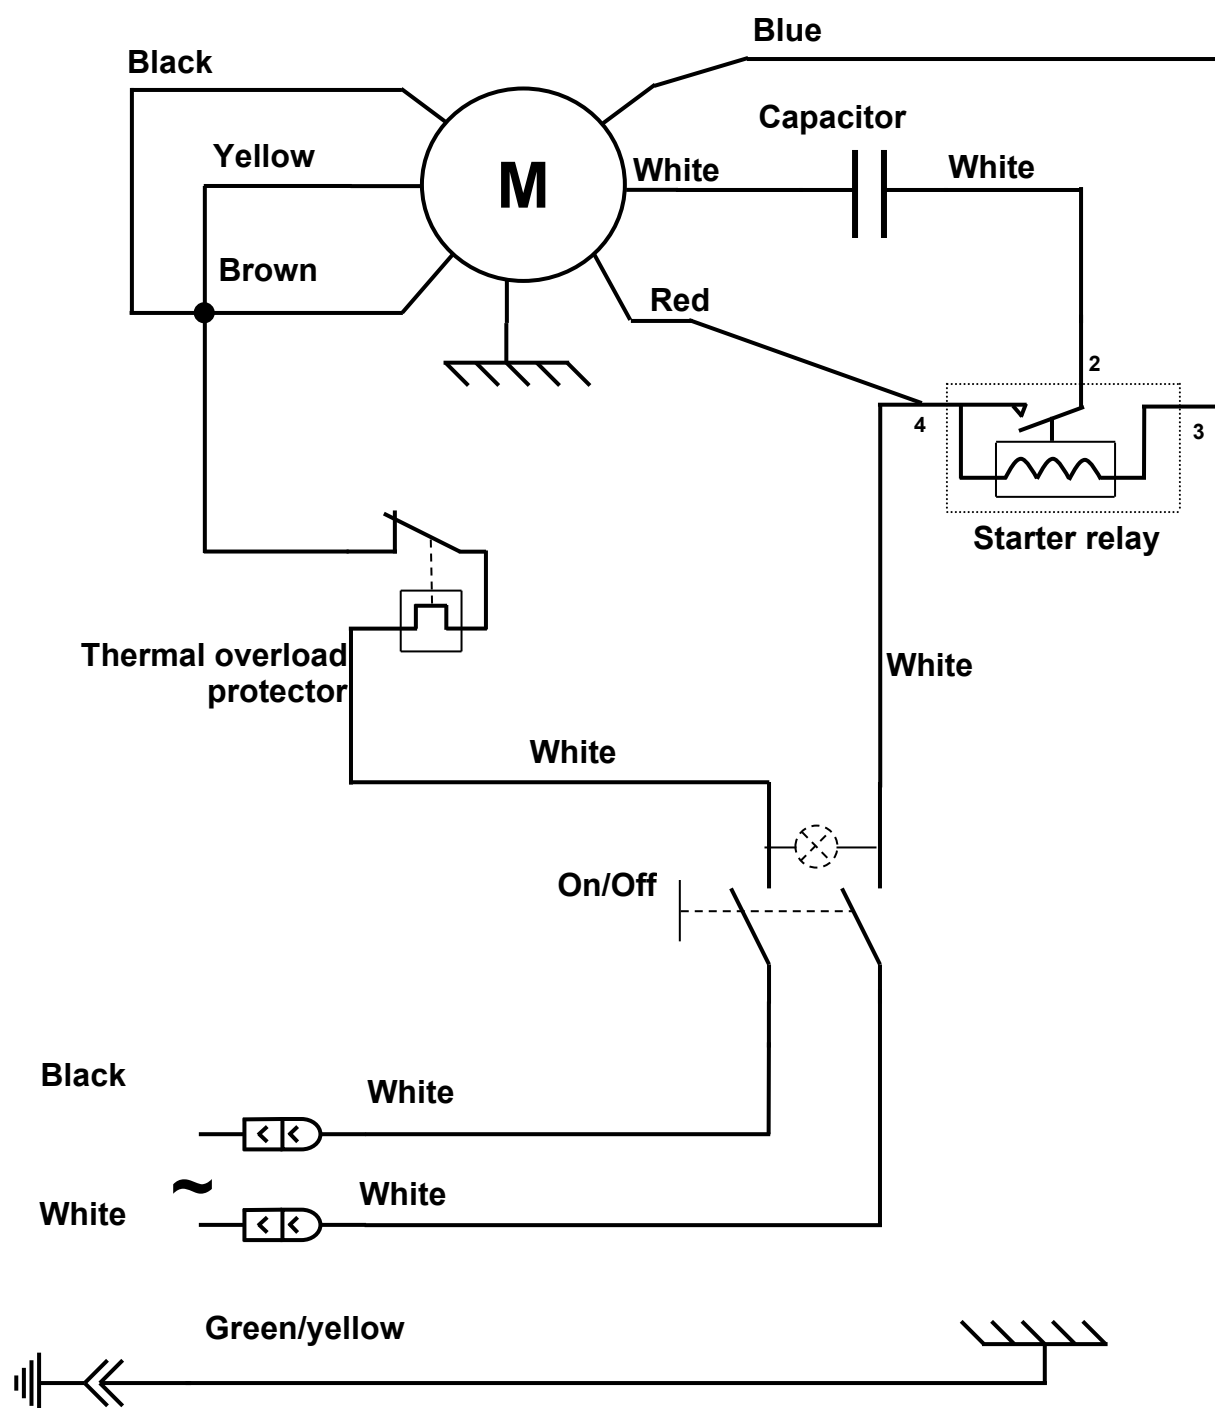 Blue
Black
Capacitor
Yellow
M
White
White
Brown
Red
2
4
3
Starter relay
Thermal overload
protector
White
White
On/Off
Black
White
~
White
White
Green/yellow